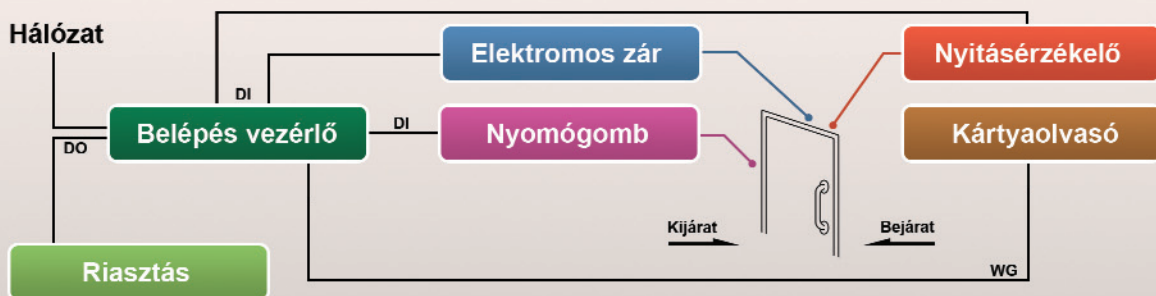 Hálózat
Elektromos zár
Nyitásérzékelő
DI
Belépés vezérlő
DI
Nyomógomb
Kártyaolvasó
DO
Kijárat
Bejárat
Riasztás
WG